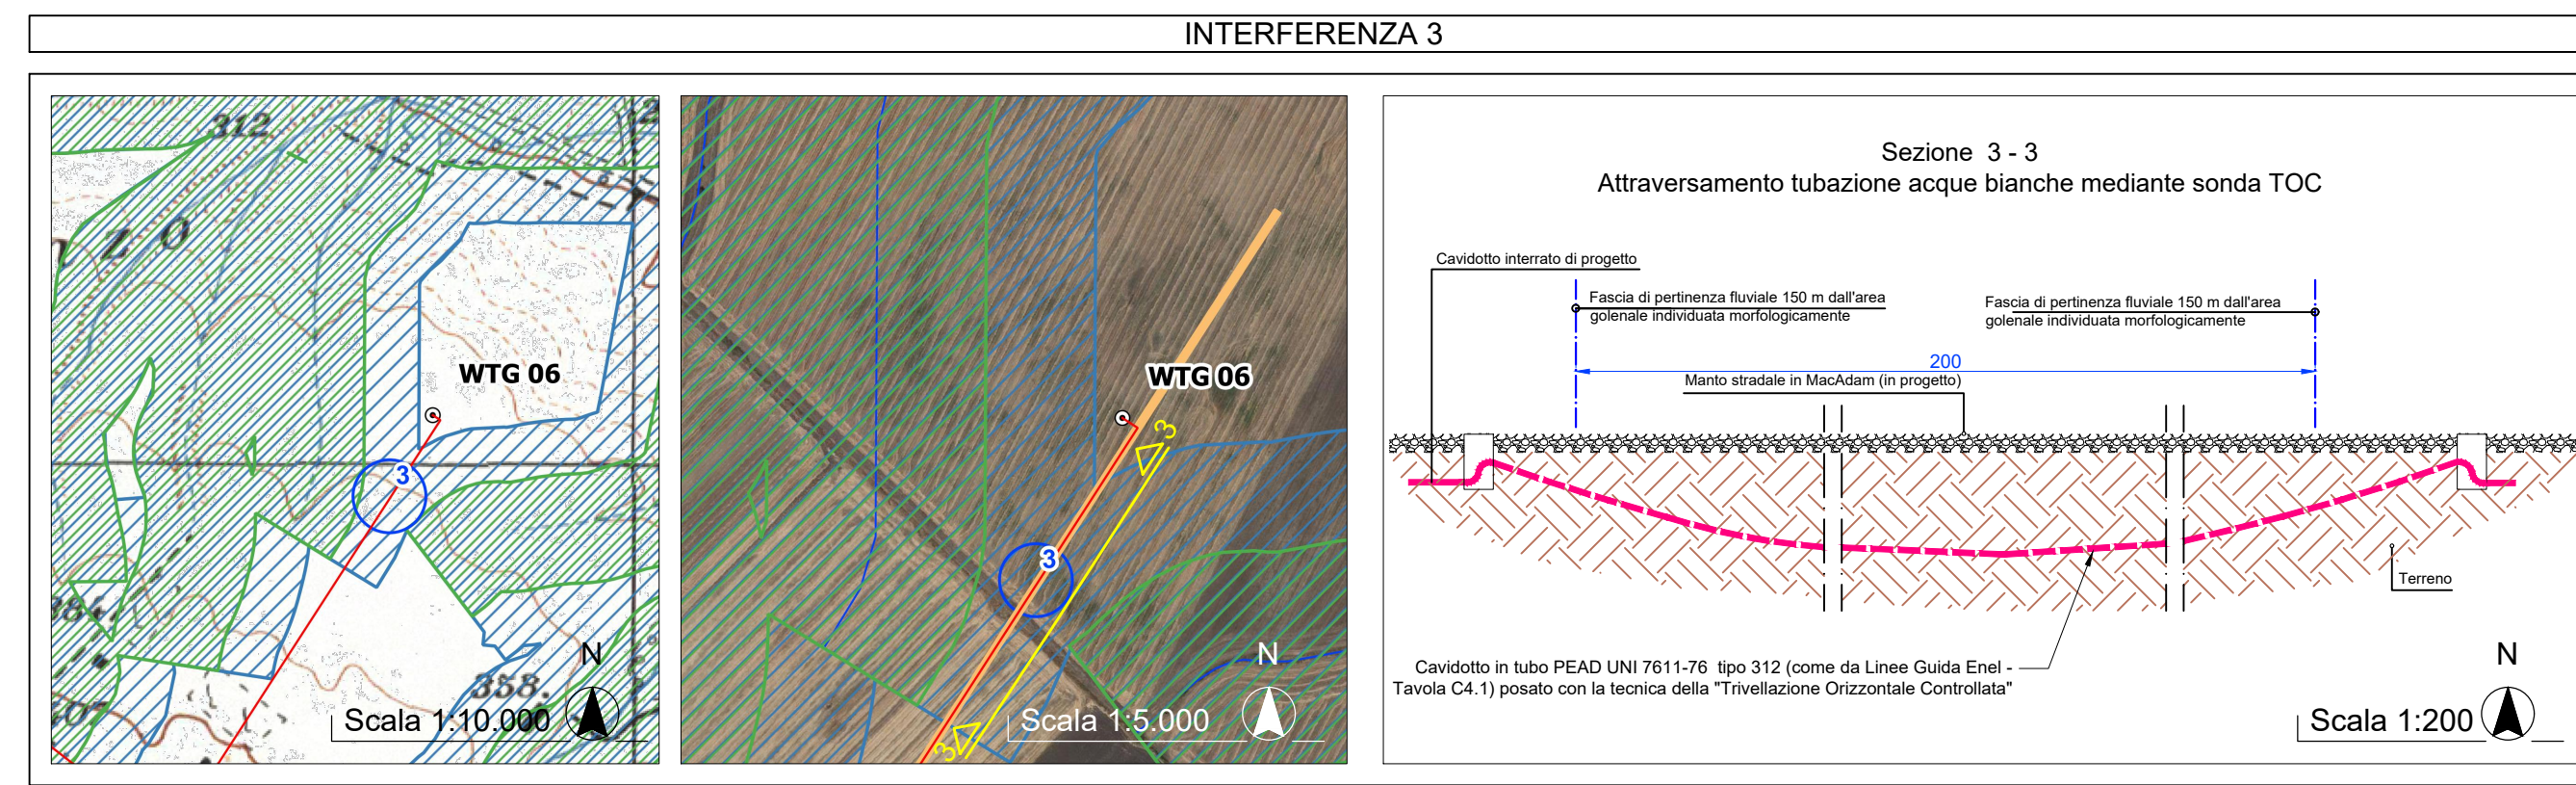 INTERFERENZA 3
312
Z O
WTG 06
3
384
358.
N
Scala 1:10.000
WTG 06
3
3
3
N
Scala 1:5.000
Sezione 3 - 3
Attraversamento tubazione acque bianche mediante sonda TOC
Cavidotto interrato di progetto
Fascia di pertinenza fluviale 150 m dall'area
golenale individuata morfologicamente
Fascia di pertinenza fluviale 150 m dall'area
golenale individuata morfologicamente
200
Manto stradale in MacAdam (in progetto)
Terreno
Cavidotto in tubo PEAD UNI 7611-76 tipo 312 (come da Linee Guida Enel -
Tavola C4.1) posato con la tecnica della "Trivellazione Orizzontale Controllata"
N
Scala 1:200